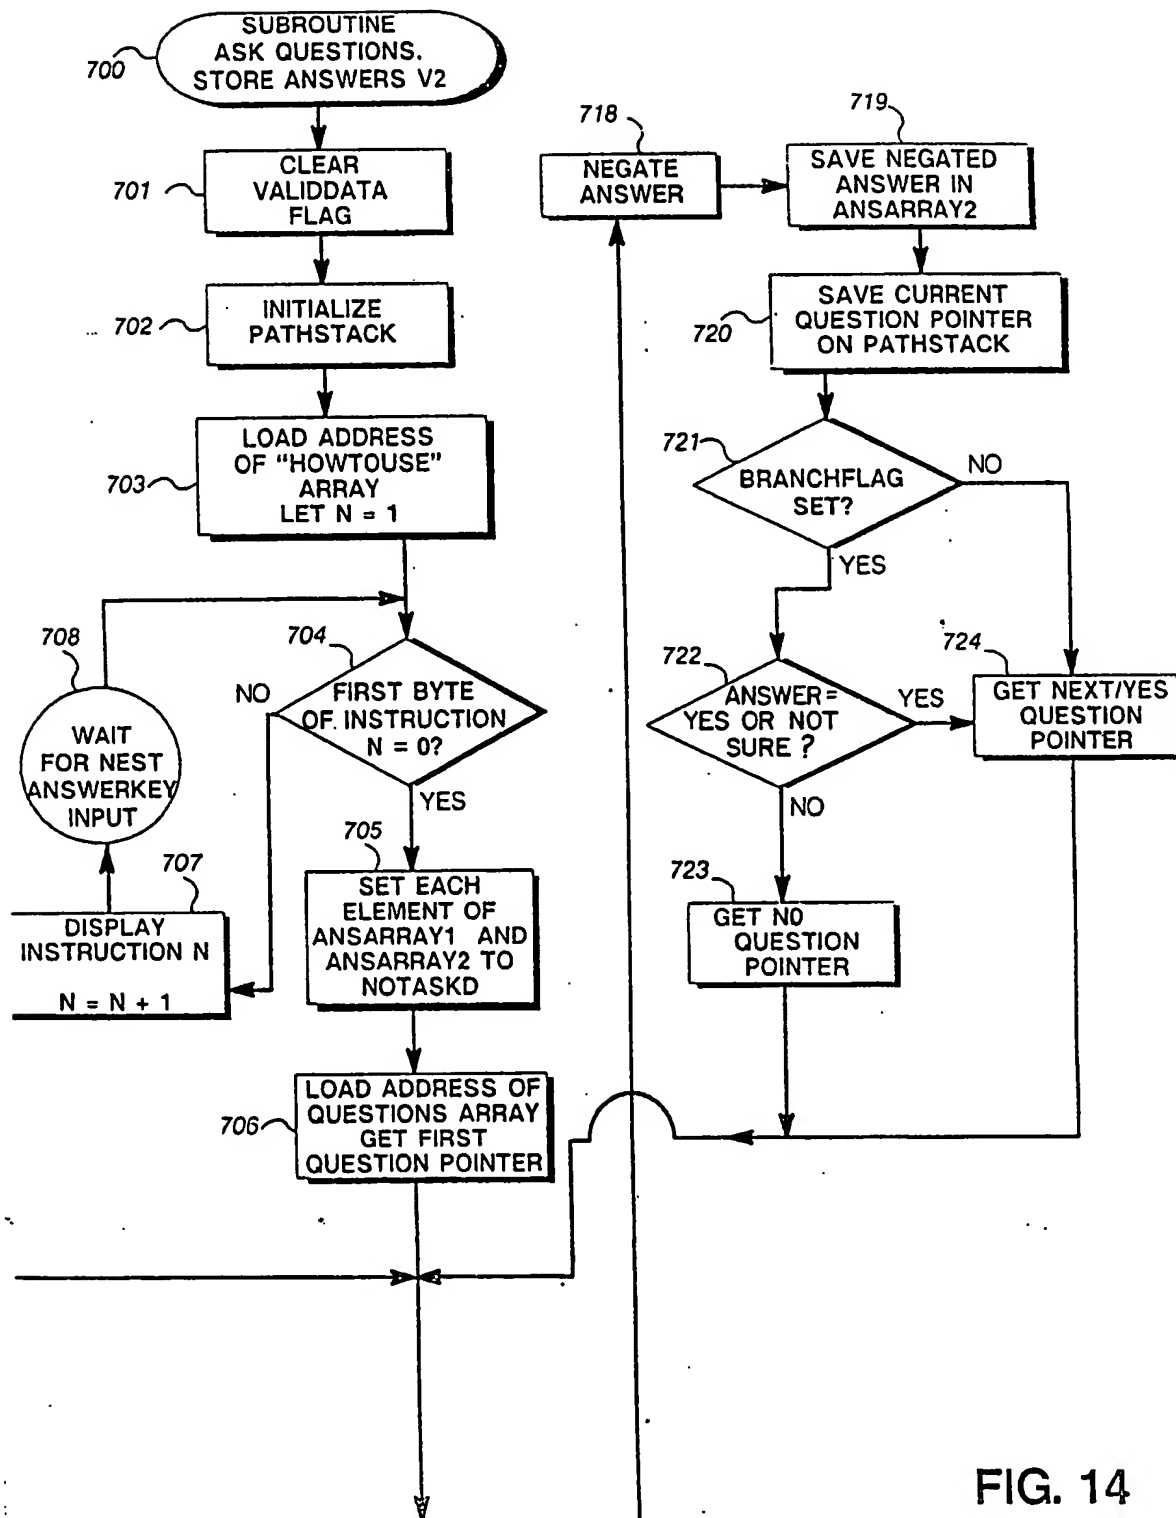 SUBROUTINE
ASK QUESTIONS.
STORE ANSWERS V2
700
CLEAR
VALIDDATA
FLAG
701
INITIALIZE
PATHSTACK
702
LOAD ADDRESS
OF "HOWTOUSE"
ARRAY
LET N = 1
703
708
WAIT
FOR NEST
ANSWERKEY
INPUT
704
NO
FIRST BYTE
OF INSTRUCTION
N = 0?
YES
707
DISPLAY
INSTRUCTION N
N = N + 1
705
SET EACH
ELEMENT OF
ANSARRAY1 AND
ANSARRAY2 TO
NOTASKD
LOAD ADDRESS OF
QUESTIONS ARRAY
GET FIRST
QUESTION POINTER
706
718
NEGATE
ANSWER
719
SAVE NEGATED
ANSWER IN
ANSARRAY2
SAVE CURRENT
QUESTION POINTER
ON PATHSTACK
720
721
BRANCHFLAG
SET?
NO
YES
722
ANSWER =
YES OR NOT
SURE ?
YES
NO
724
GET NEXT/YES
QUESTION
POINTER
723
GET NO
QUESTION
POINTER
FIG. 14